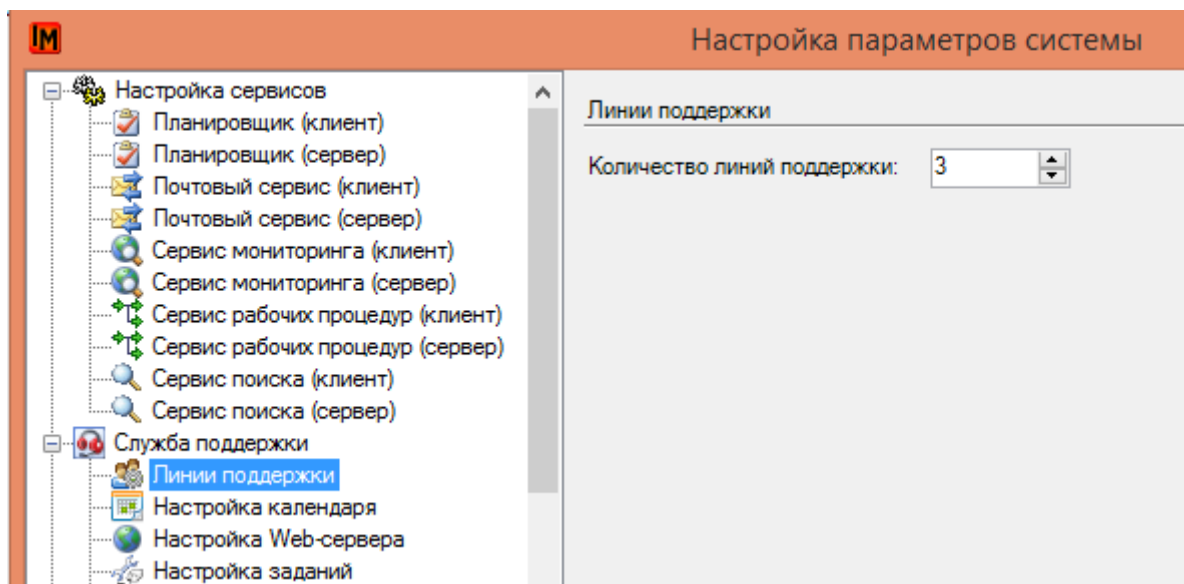 IM
Настройка параметров системы
Настройка сервисов
Планировщик (клиент)
Планировщик (сервер)
Почтовый сервис (клиент)
Почтовый сервис (сервер)
Сервис мониторинга (клиент)
Сервис мониторинга (сервер)
Сервис рабочих процедур (клиент)
Сервис рабочих процедур (сервер)
Сервис поиска (клиент)
Сервис поиска (сервер)
Служба поддержки
Линии поддержки
Настройка календаря
Настройка Web-сервера
Настройка заданий
Линии поддержки
Количество линий поддержки: 3